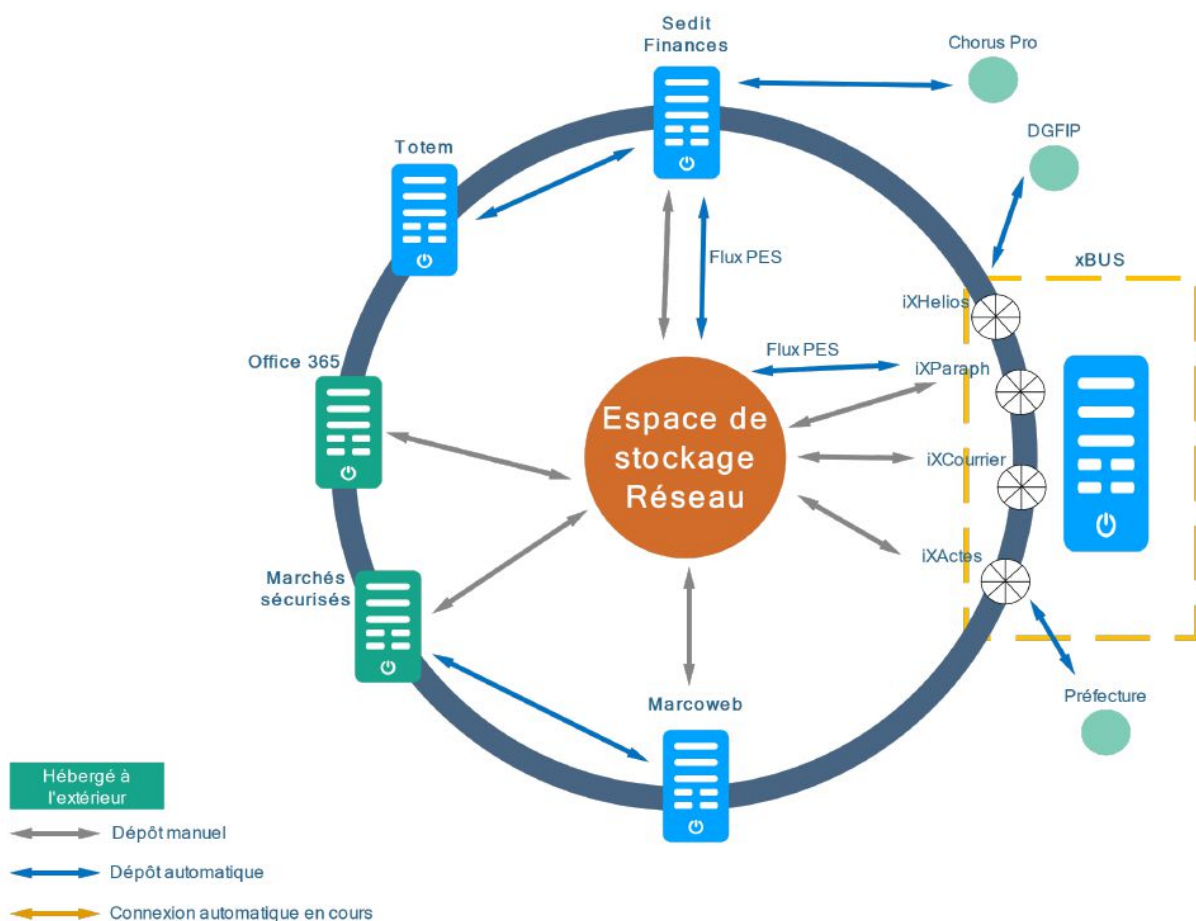 Sedit
Finances
Chorus Pro
DGFIP
Totem
xBUS
Flux PES
iXHelios
Office 365
Flux PES
iXParaph
Espace de
stockage
Réseau
iXCourrier
iXActes
Marchés
sécurisés
Marcoweb
Préfecture
Hébergé à
l'extérieur
Dépôt manuel
Dépôt automatique
Connexion automatique en cours